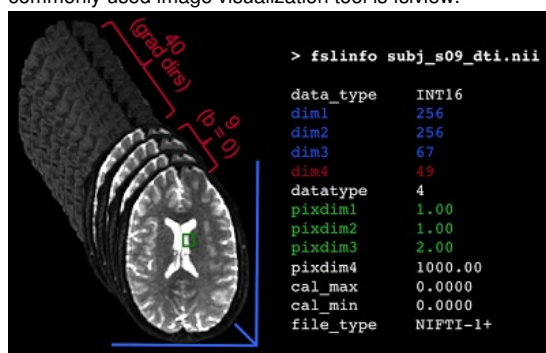 commonly used image visualization tool is fslview.
40
(grad dirs)
9
(b = 0)
> fslinfo subj_s09_dti.nii
data_type INT16
dim1 256
dim2 256
dim3 67
dim4 49
datatype 4
pixdim1 1.00
pixdim2 1.00
pixdim3 2.00
pixdim4 1000.00
cal_max 0.0000
cal_min 0.0000
file_type NIFTI-1+